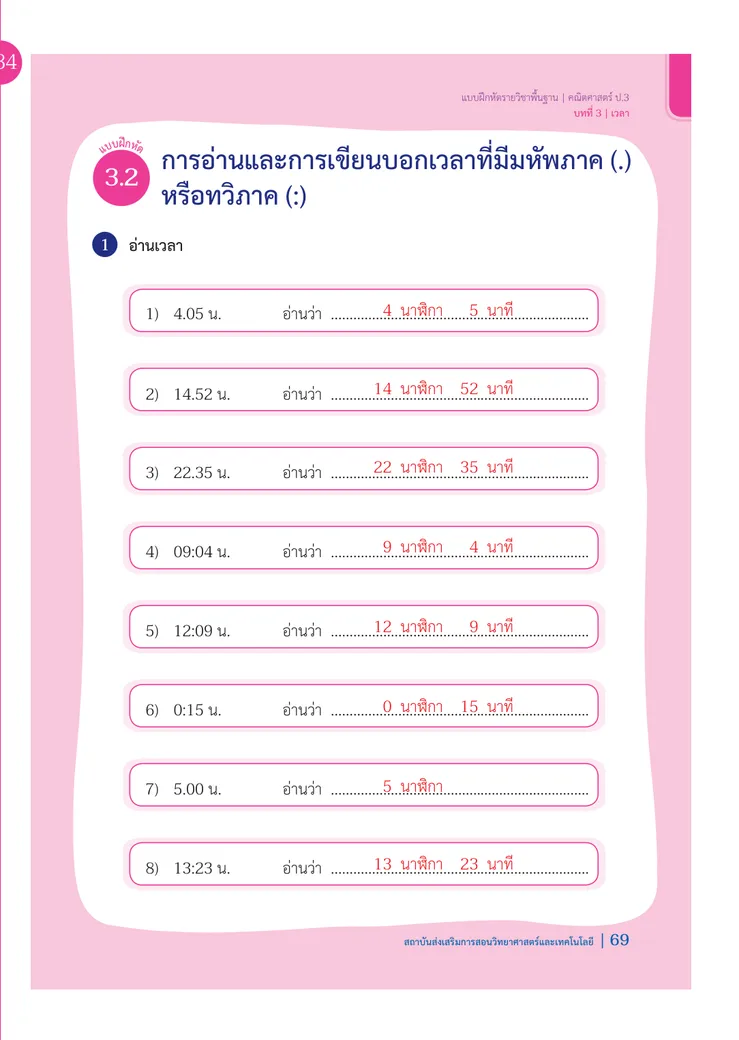 34
แบบฝึกหัดรายวิชาพื้นฐาน | คณิตศาสตร์ ป.3
บทที่ 3 | เวลา
แบบฝึกหัด
3.2
การอ่านและการเขียนบอกเวลาที่มีมหัพภาค (.)
หรือทวิภาค (:)
1 อ่านเวลา
1) 4.05 น. อ่านว่า 4 นาฬิกา 5 นาที
2) 14.52 น. อ่านว่า 14 นาฬิกา 52 นาที
3) 22.35 น. อ่านว่า 22 นาฬิกา 35 นาที
4) 09:04 น. อ่านว่า 9 นาฬิกา 4 นาที
5) 12:09 น. อ่านว่า 12 นาฬิกา 9 นาที
6) 0:15 น. อ่านว่า 0 นาฬิกา 15 นาที
7) 5.00 น. อ่านว่า 5 นาฬิกา
8) 13:23 น. อ่านว่า 13 นาฬิกา 23 นาที
สถาบันส่งเสริมการสอนวิทยาศาสตร์และเทคโนโลยี | 69